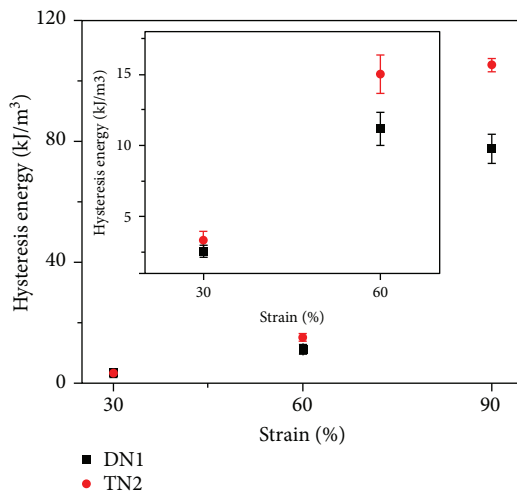 120
80
40
0
Hysteresis energy (kJ/m³)
15
10
5
Hysteresis energy (kJ/m3)
30
60
Strain (%)
30
60
90
Strain (%)
DN1
TN2